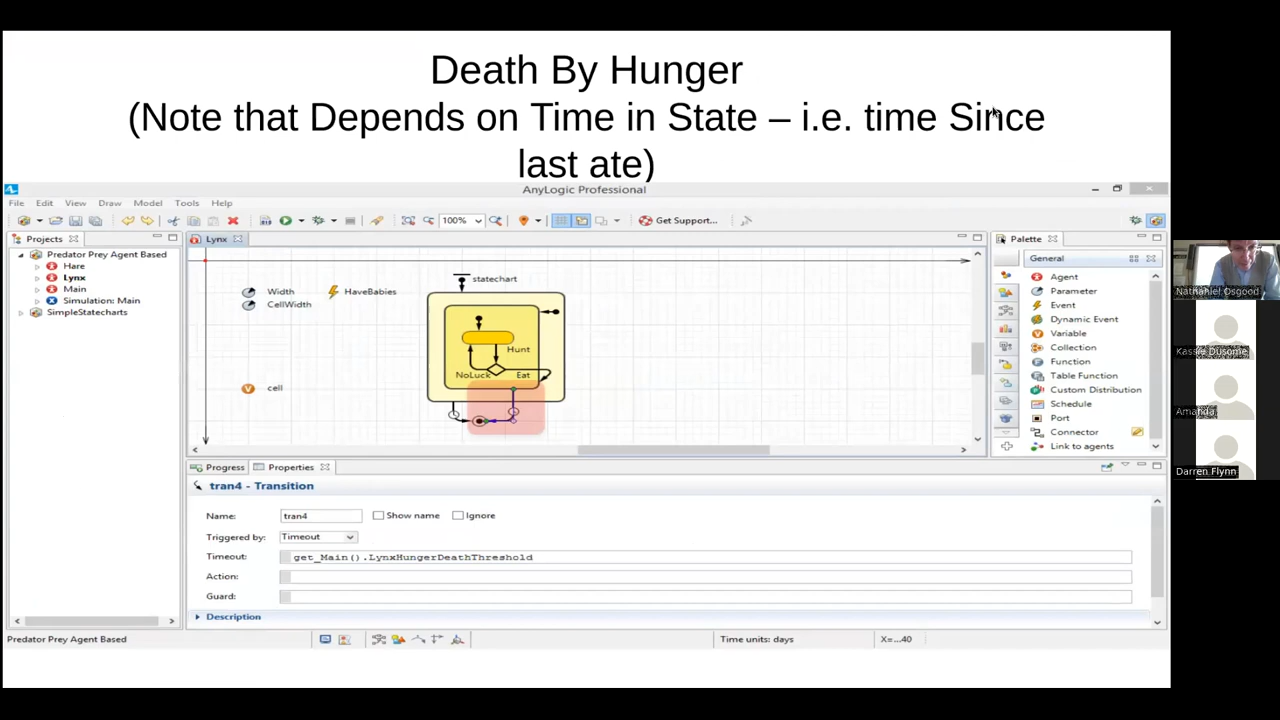 Death By Hunger
(Note that Depends on Time in State – i.e. time Since
last ate)
AnyLogic Professional
File Edit View Draw Model Tools Help
100%
Get Support...
Projects
Predator Prey Agent Based
Hare
Lynx
Main
Simulation: Main
SimpleStatecharts
Lynx
Width
CellWidth
HaveBabies
cell
statechart
Hunt
NoLuck
Eat
Palette
General
Agent
Parameter
Event
Dynamic Event
Variable
Collection
Function
Table Function
Custom Distribution
Schedule
Port
Connector
Link to agents
Progress Properties
tran4 - Transition
Name: tran4 Show name Ignore
Triggered by: Timeout
Timeout: get_Main().LynxHungerDeathThreshold
Action:
Guard:
Description
Predator Prey Agent Based
Time units: days
X=...40
Nathaniel Osgood
Kassie Dusome
Amanda
Darren Flynn